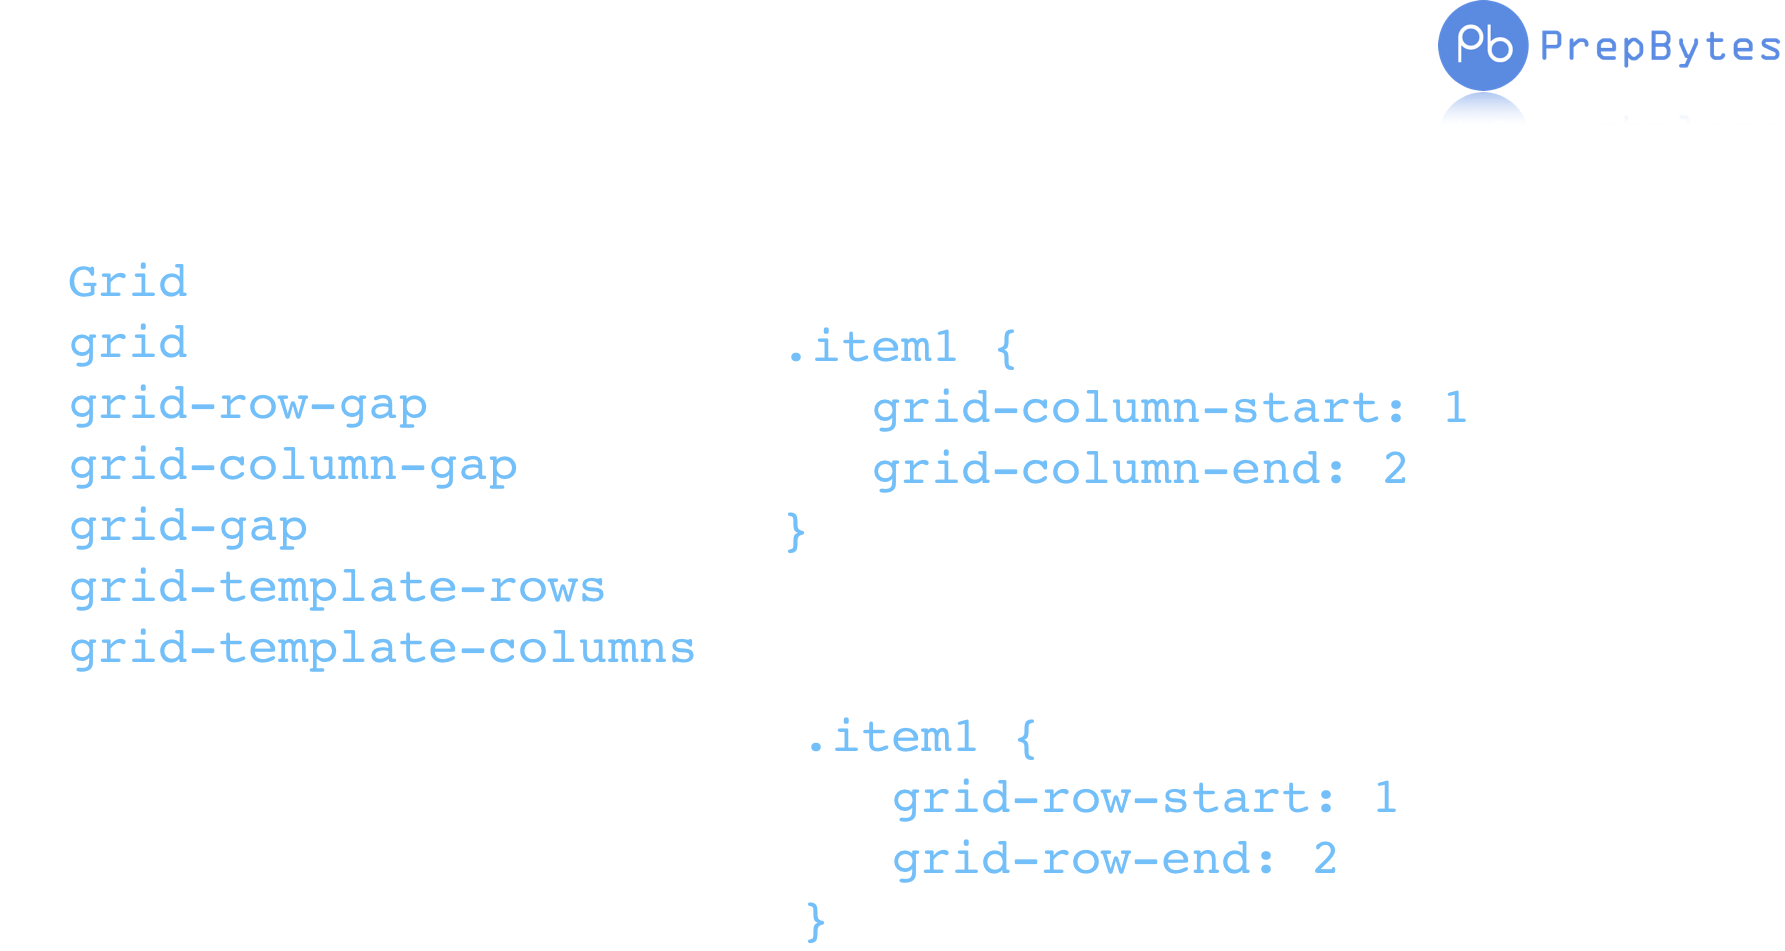 Pb PrepBytes
Grid
grid
grid-row-gap
grid-column-gap
grid-gap
grid-template-rows
grid-template-columns
.item1 {
grid-column-start: 1
grid-column-end: 2
}
.item1 {
grid-row-start: 1
grid-row-end: 2
}